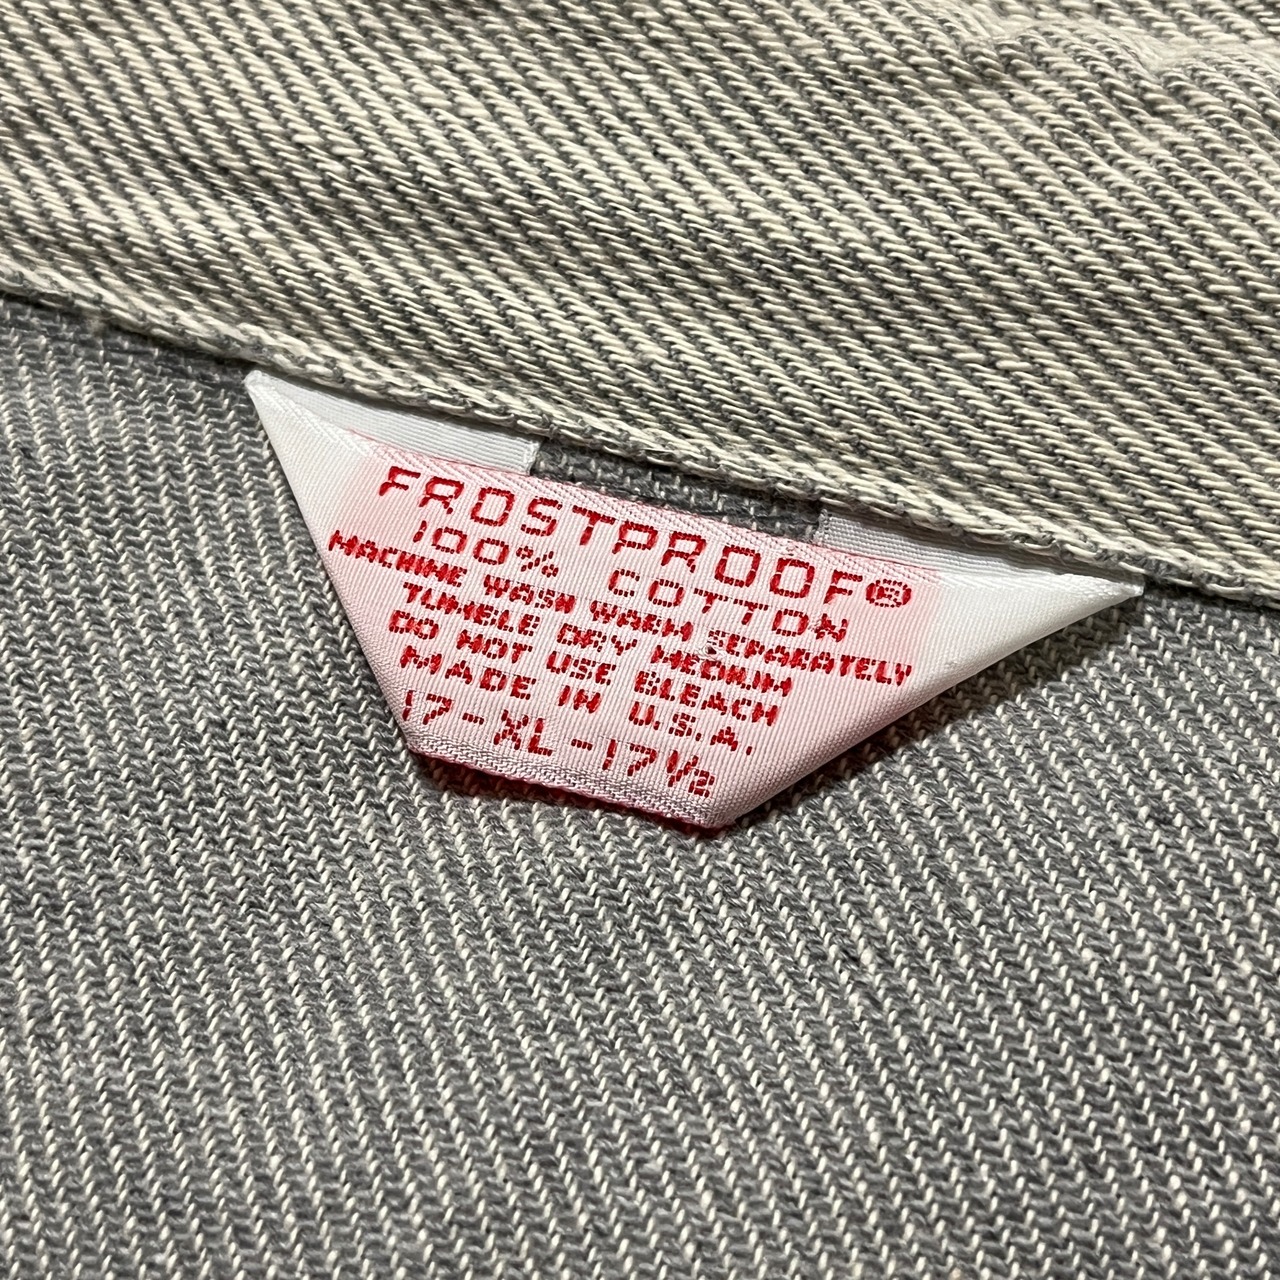 FROSTPROOF®
100% COTTON
MACHINE WASH WARM SEPARATELY
TUMBLE DRY MEDIUM
DO NOT USE BLEACH
MADE IN U.S.A.
17-XL-17½